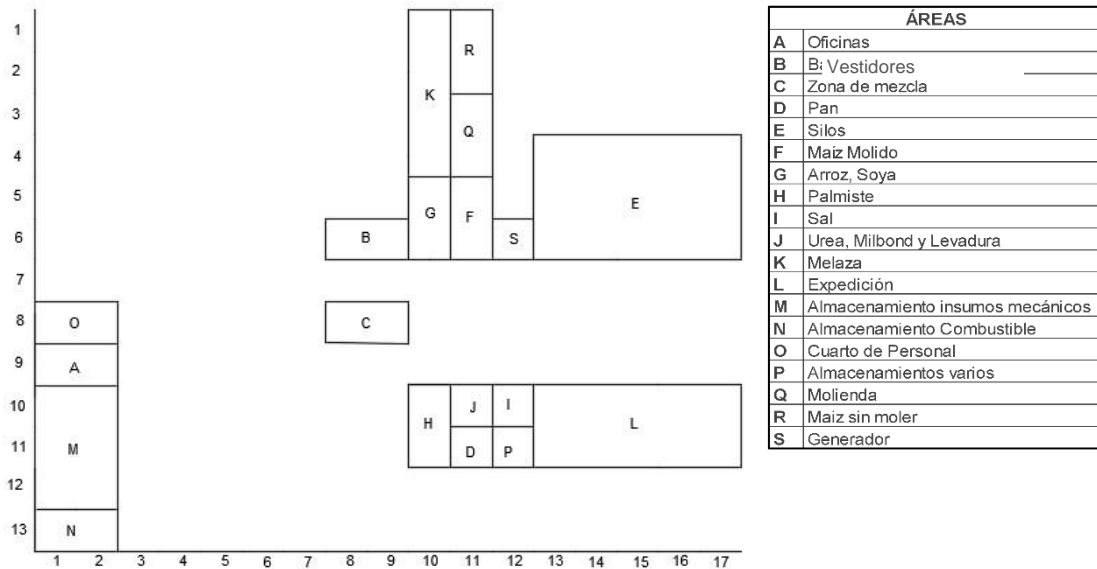 1
R
2
K
3
Q
4
5
G
F
E
6
B
S
7
8
O
C
9
A
10
J
I
H
L
11
M
D
P
12
13
N
1 2 3 4 5 6 7 8 9 10 11 12 13 14 15 16 17
ÁREAS
A Oficinas
B Vestidores
C Zona de mezcla
D Pan
E Silos
F Maiz Molido
G Arroz, Soya
H Palmiste
I Sal
J Urea, Milbond y Levadura
K Melaza
L Expedición
M Almacenamiento insumos mecánicos
N Almacenamiento Combustible
O Cuarto de Personal
P Almacenamientos varios
Q Molienda
R Maiz sin moler
S Generador